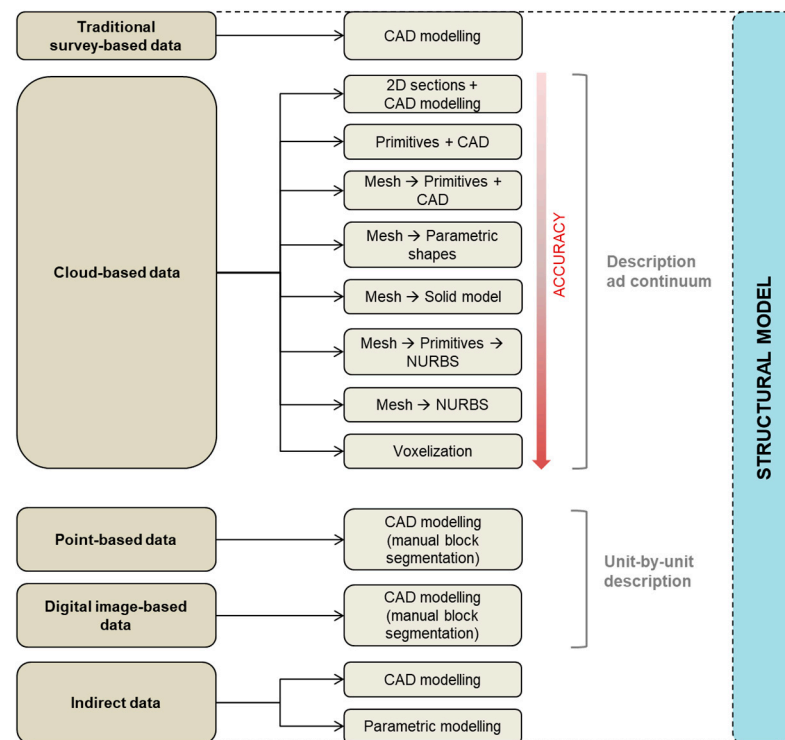 Traditional
survey-based data
CAD modelling
Cloud-based data
2D sections +
CAD modelling
Primitives + CAD
Mesh → Primitives +
CAD
Mesh → Parametric
shapes
Mesh → Solid model
Mesh → Primitives →
NURBS
Mesh → NURBS
Voxelization
ACCURACY
Description
ad continuum
Point-based data
CAD modelling
(manual block
segmentation)
Digital image-based
data
CAD modelling
(manual block
segmentation)
Unit-by-unit
description
Indirect data
CAD modelling
Parametric modelling
STRUCTURAL MODEL